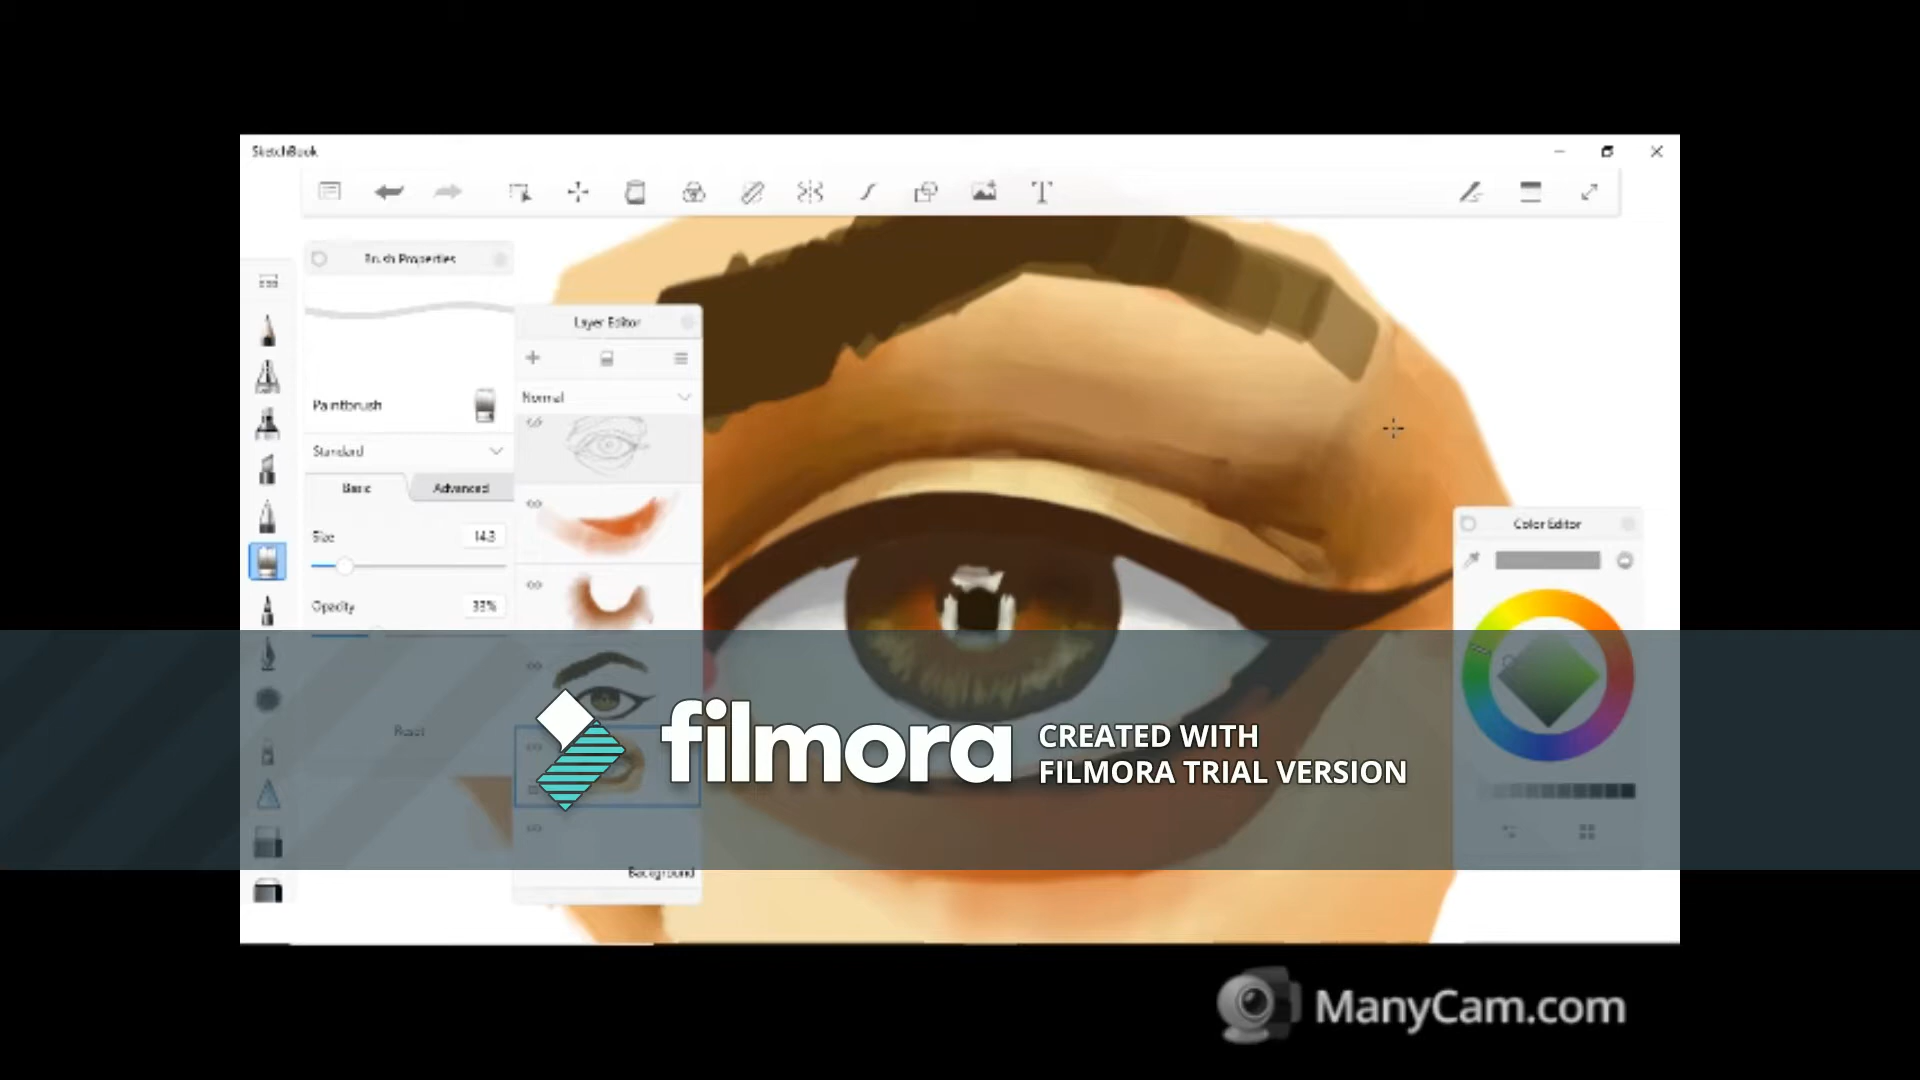 SketchBook
Brush Properties
Layer Editor
Normal
Paintbrush
Standard
Basic
Advanced
Size
14.3
Opacity
33%
Reset
Background
Color Editor
filmora
CREATED WITH
FILMORA TRIAL VERSION
ManyCam.com